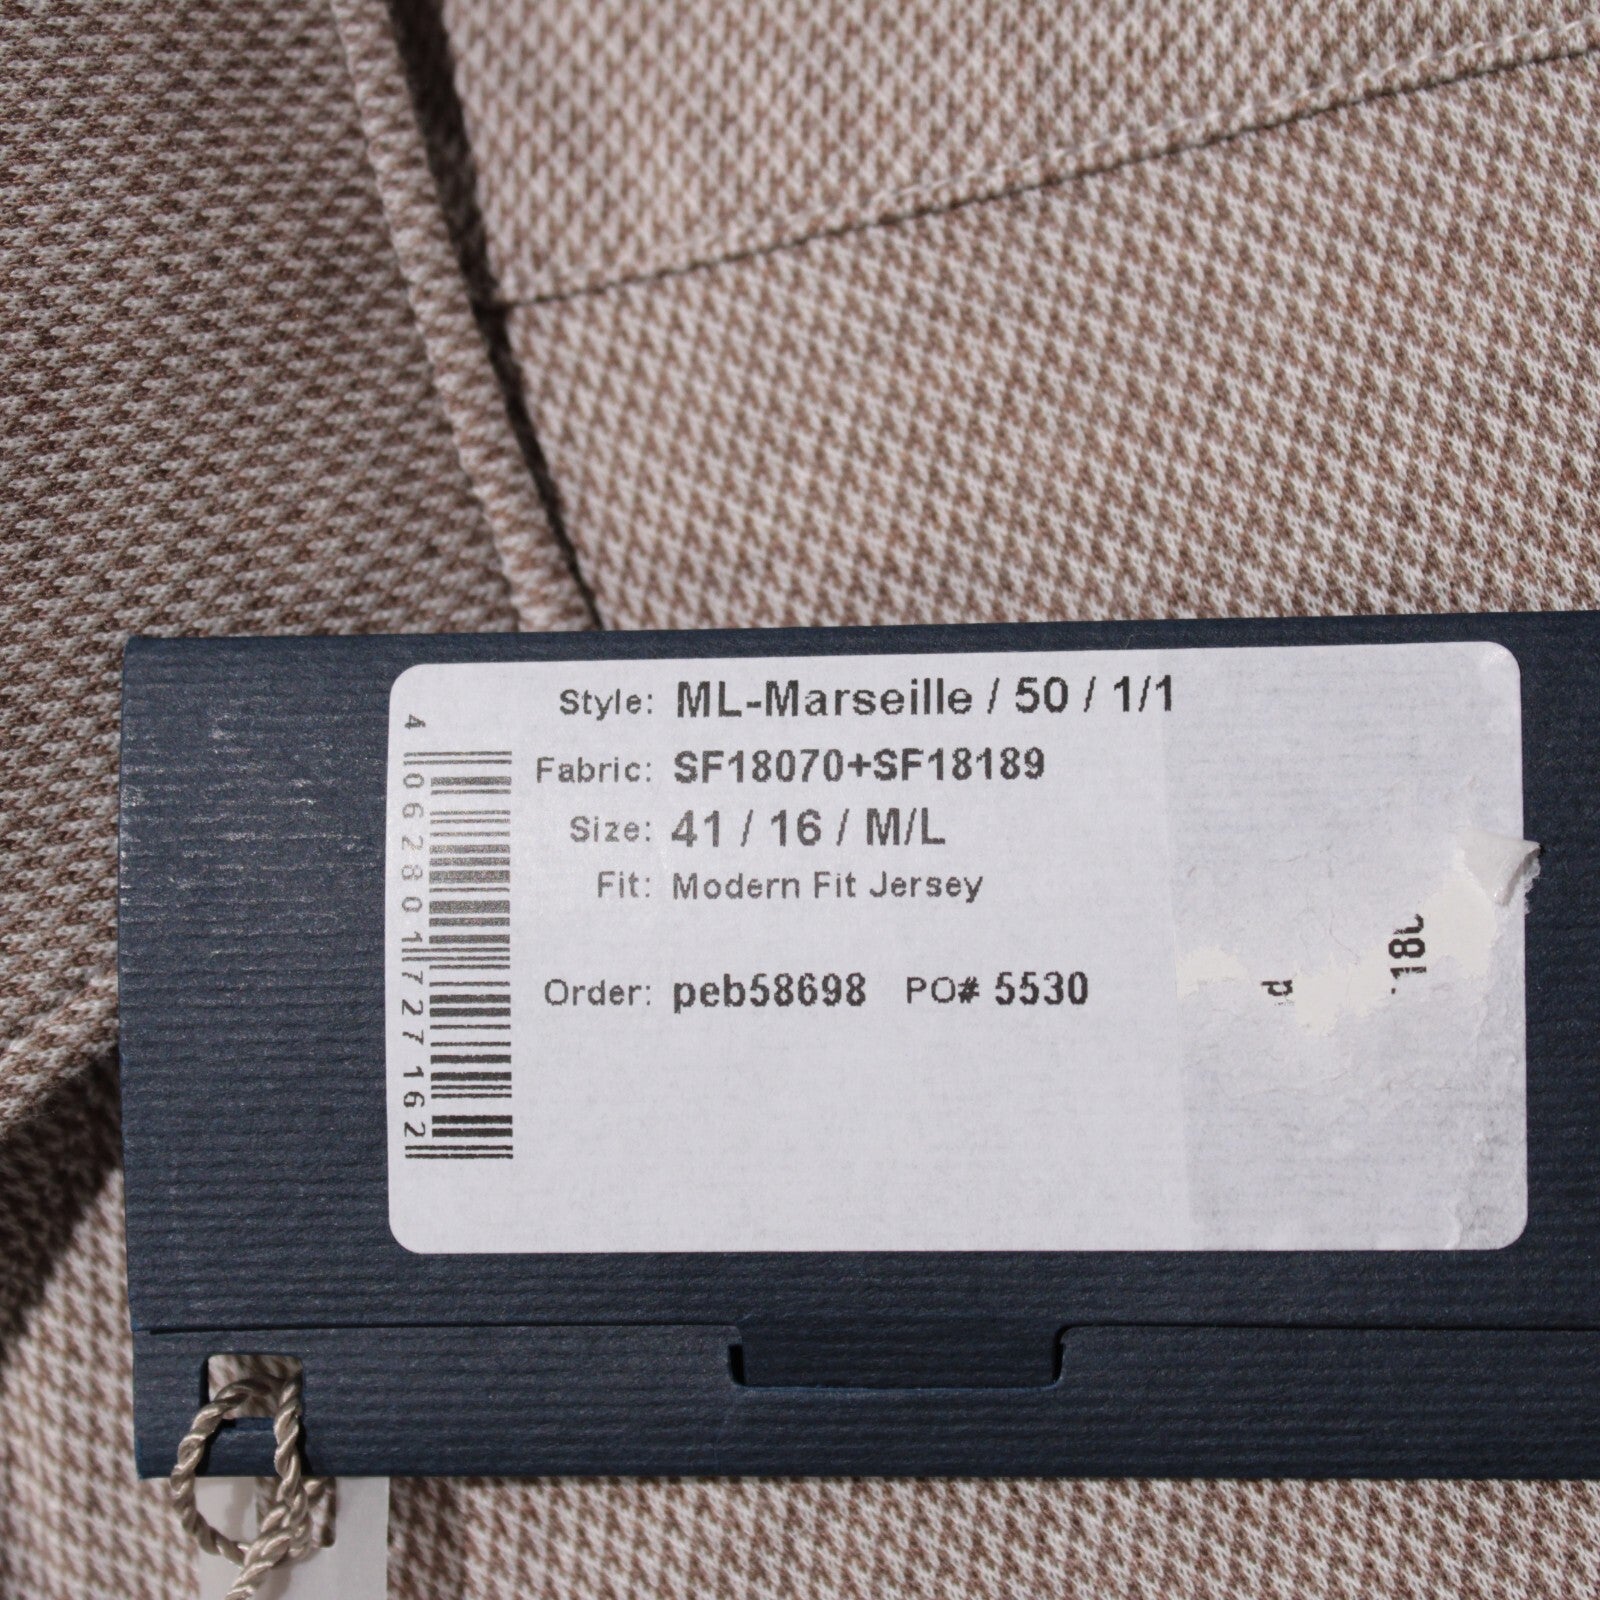 Style: ML-Marseille / 50 / 1/1
Fabric: SF18070+SF18189
Size: 41 / 16 / M/L
Fit: Modern Fit Jersey
Order: peb58698 PO# 5530
4062801727162